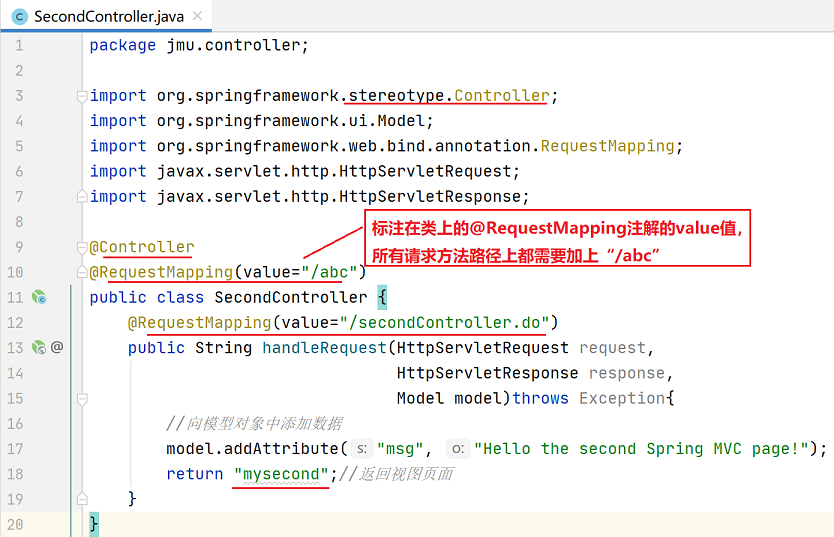 SecondController.java
1 package jmu.controller;
2
3 import org.springframework.stereotype.Controller;
4 import org.springframework.ui.Model;
5 import org.springframework.web.bind.annotation.RequestMapping;
6 import javax.servlet.http.HttpServletRequest;
7 import javax.servlet.http.HttpServletResponse;
8
标注在类上的@RequestMapping注解的value值，
所有请求方法路径上都需要加上“/abc”
9 @Controller
10 @RequestMapping(value="/abc")
11 public class SecondController {
12 @RequestMapping(value="/secondController.do")
13 @ public String handleRequest(HttpServletRequest request,
14 HttpServletResponse response,
15 Model model)throws Exception{
16 //向模型对象中添加数据
17 model.addAttribute( s: "msg", o: "Hello the second Spring MVC page!");
18 return "mysecond";//返回视图页面
19 }
20 }